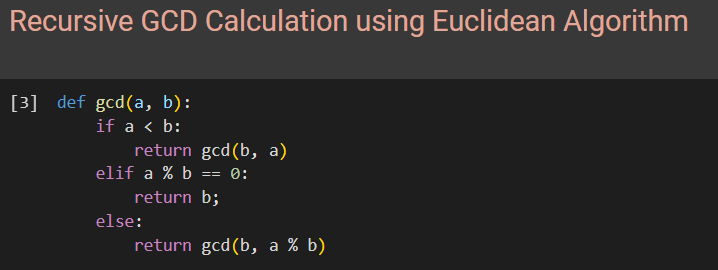 Recursive GCD Calculation using Euclidean Algorithm
[3] def gcd(a, b):
        if a < b:
            return gcd(b, a)
        elif a % b == 0:
            return b;
        else:
            return gcd(b, a % b)